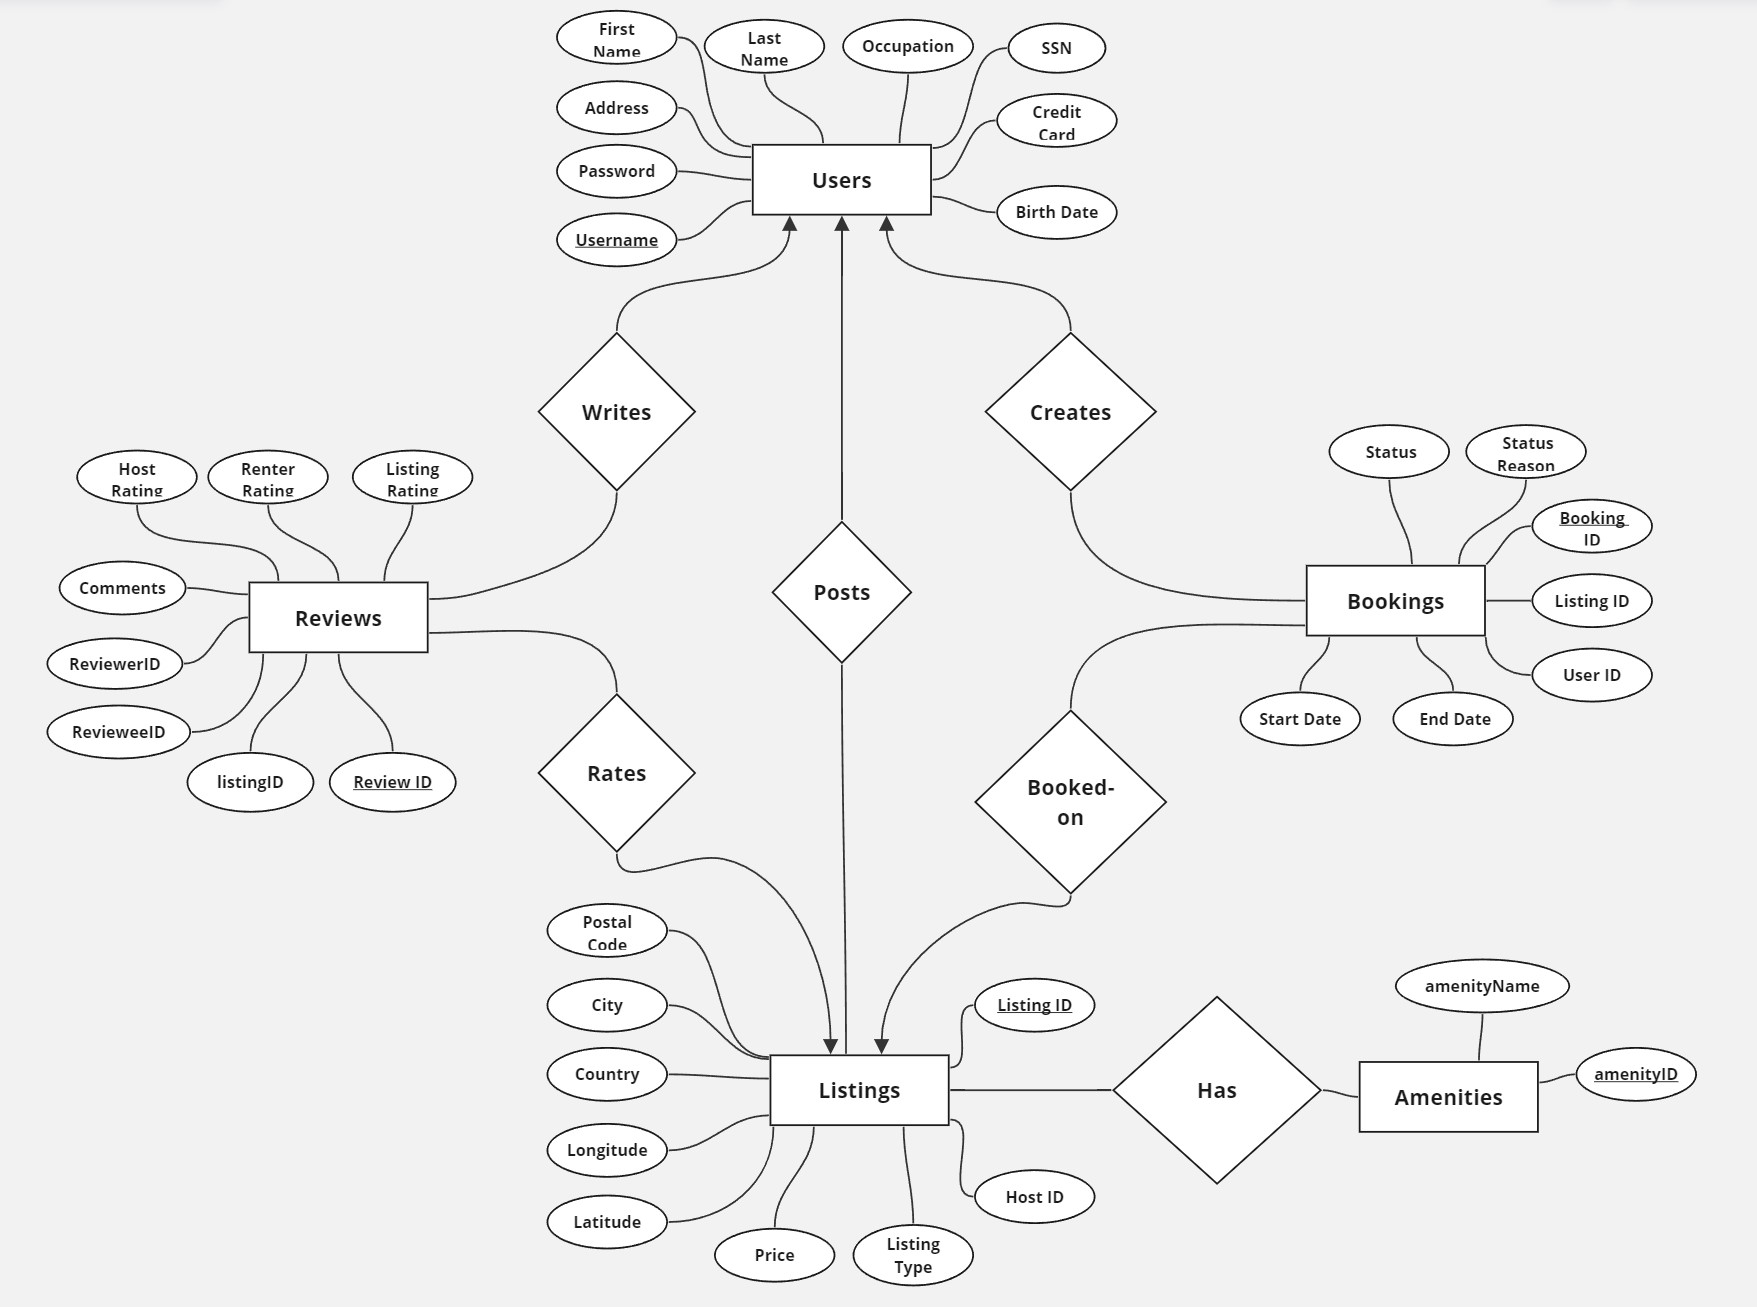 First
Name
Last
Name
Occupation
SSN
Address
Credit
Card
Password
Users
Birth Date
Username
Writes
Creates
Host
Rating
Renter
Rating
Listing
Rating
Status
Status
Reason
Booking
ID
Comments
Reviews
Posts
Bookings
Listing ID
ReviewerID
User ID
RevieweeID
Start Date
End Date
listingID
Review ID
Rates
Booked-
on
Postal
Code
City
Listing ID
amenityName
Country
Listings
Has
Amenities
amenityID
Longitude
Host ID
Latitude
Price
Listing
Type